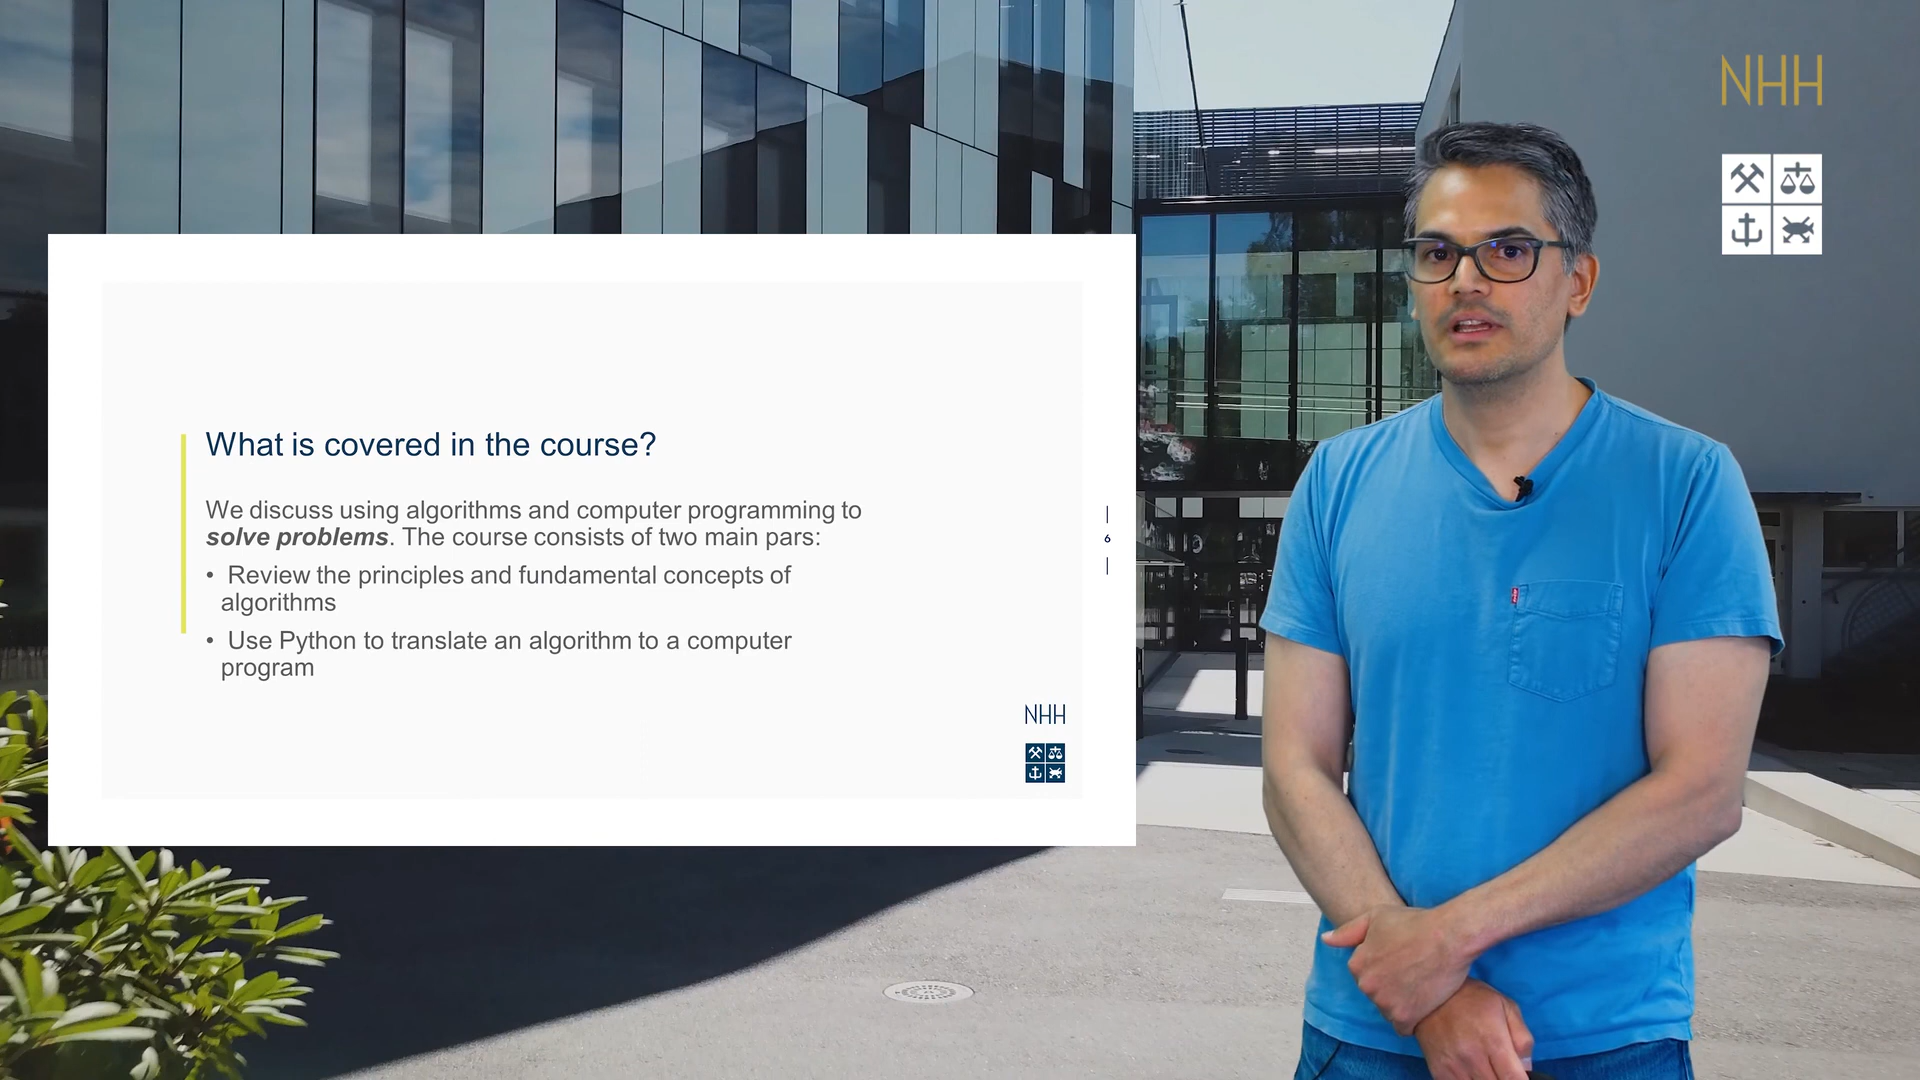 NHH
What is covered in the course?
We discuss using algorithms and computer programming to
solve problems. The course consists of two main pars:
• Review the principles and fundamental concepts of
algorithms
• Use Python to translate an algorithm to a computer
program
| 6 |
NHH